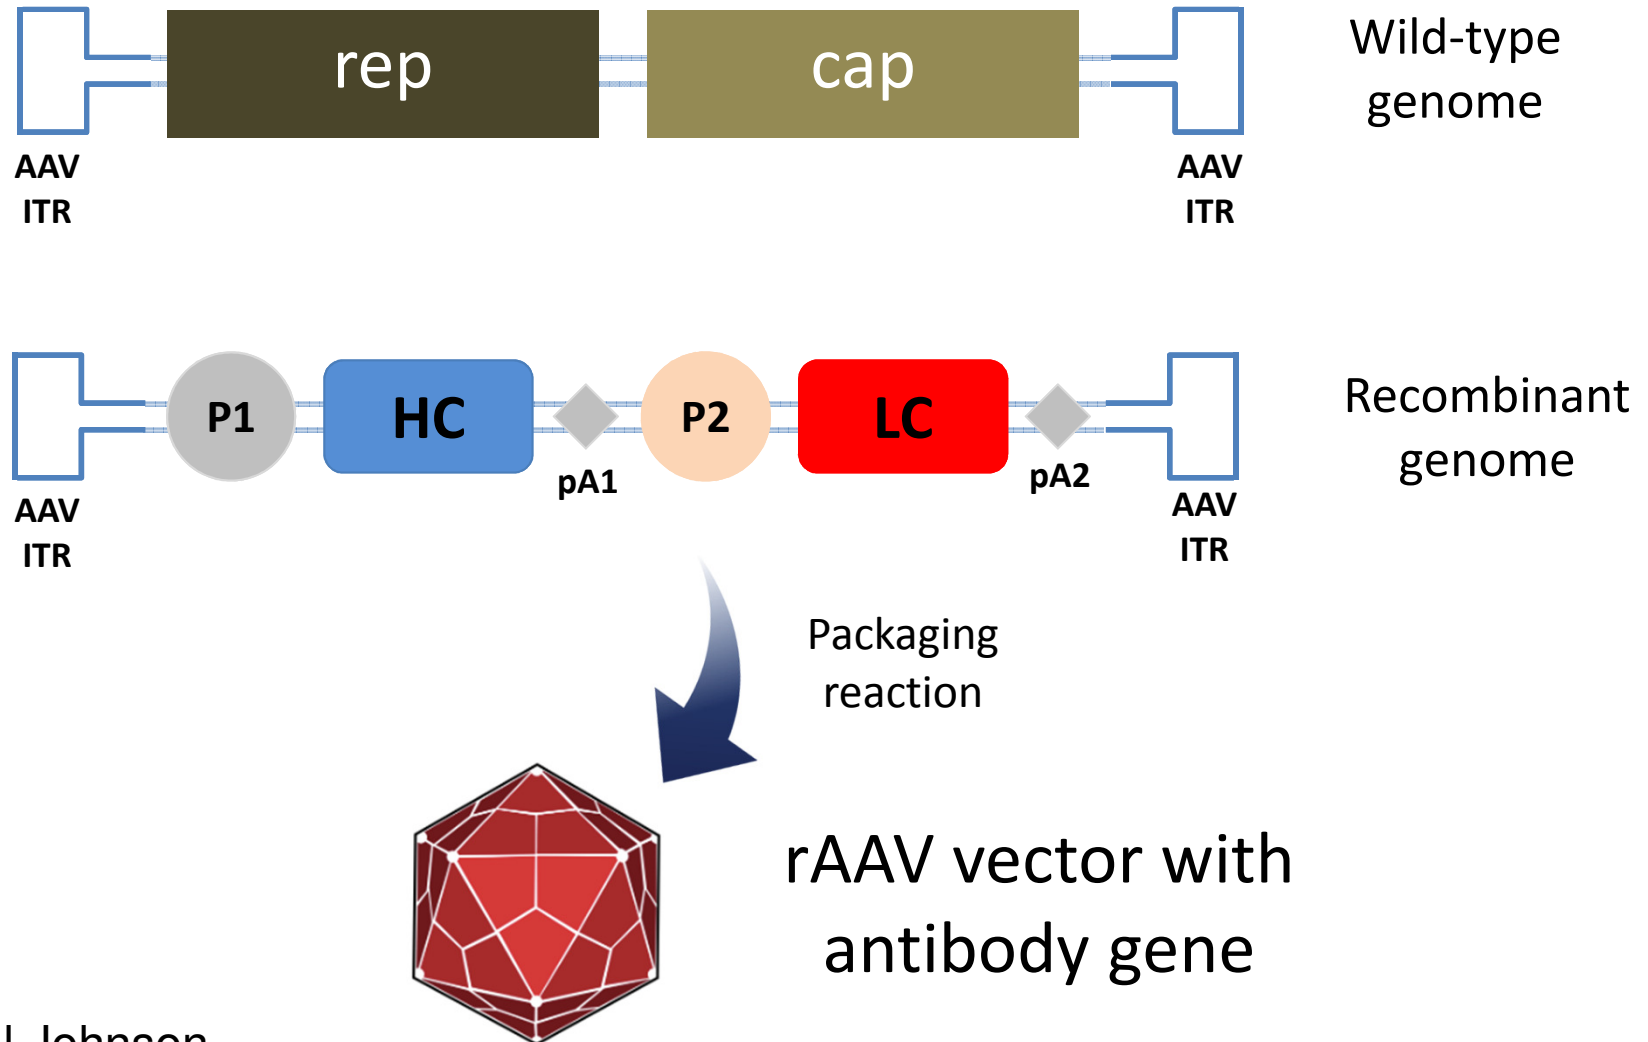 rep
cap
Wild-type
genome
AAV
ITR
AAV
ITR
P1
HC
pA1
P2
LC
pA2
Recombinant
genome
AAV
ITR
AAV
ITR
Packaging
reaction
rAAV vector with
antibody gene
Johnson